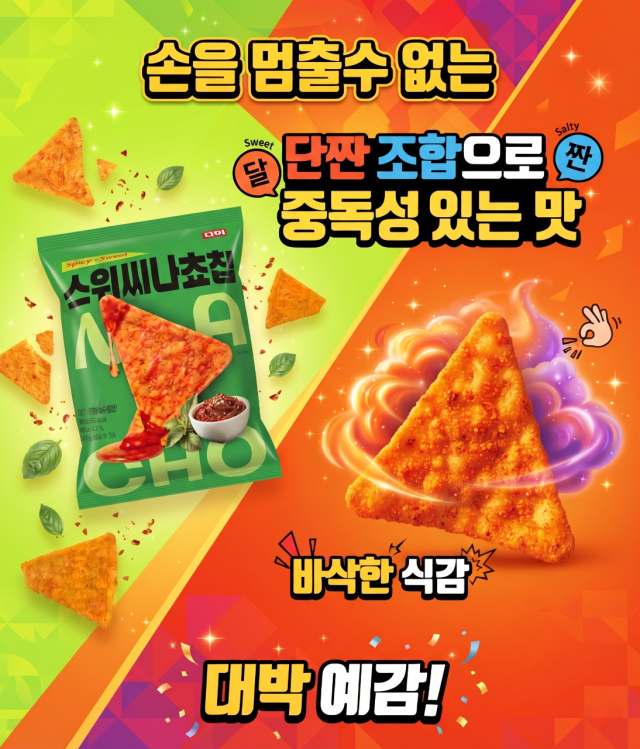 손을 멈출수 없는
Sweet
달
단짠 조합으로
Salty
짠
중독성 있는 맛
Spicy & Sweet
스위씨나쵸칩
NA
CHO
바삭한 식감
대박 예감!